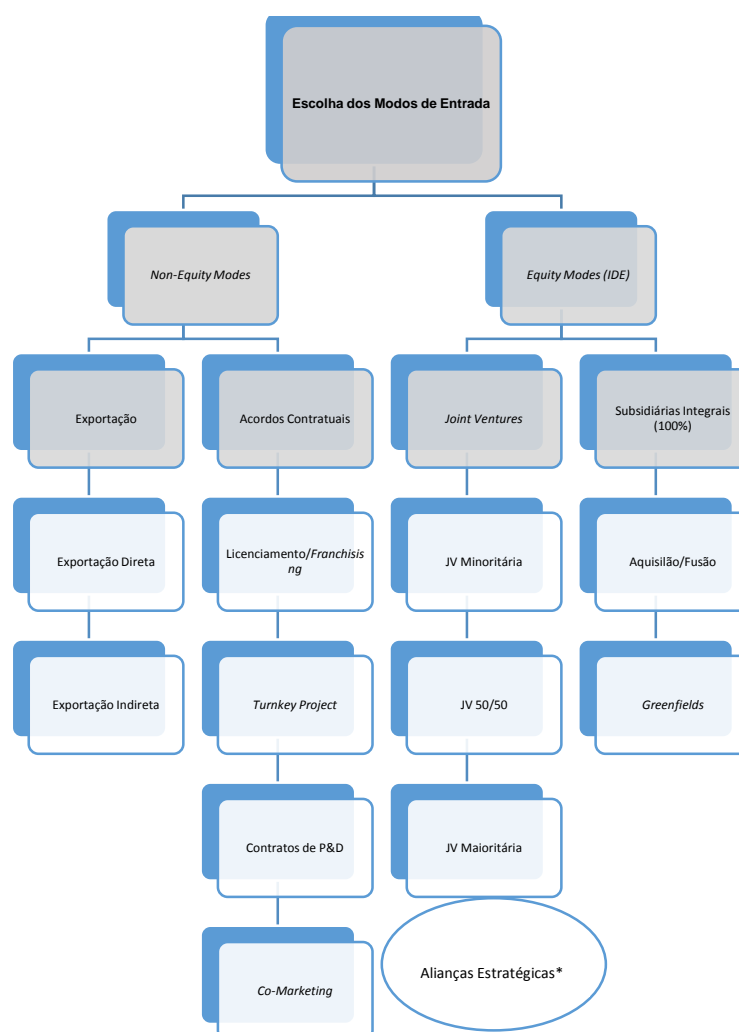 Escolha dos Modos de Entrada
Non-Equity Modes
Equity Modes (IDE)
Exportação
Acordos Contratuais
Joint Ventures
Subsidiárias Integrais
(100%)
Exportação Direta
Licenciamento/Franchisis
ng
JV Minoritária
Aquisilão/Fusão
Exportação Indireta
Turnkey Project
JV 50/50
Greenfields
Contratos de P&D
JV Maioritária
Co-Marketing
Alianças Estratégicas*